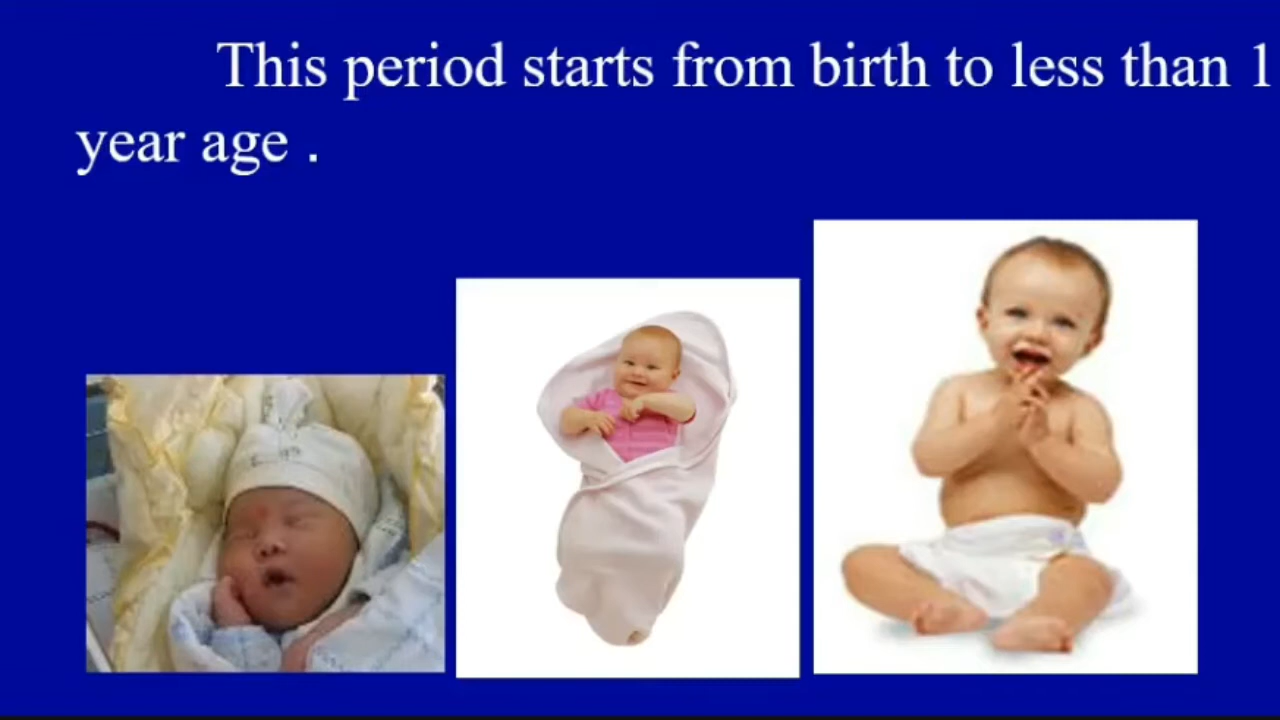 This period starts from birth to less than 1
year age .